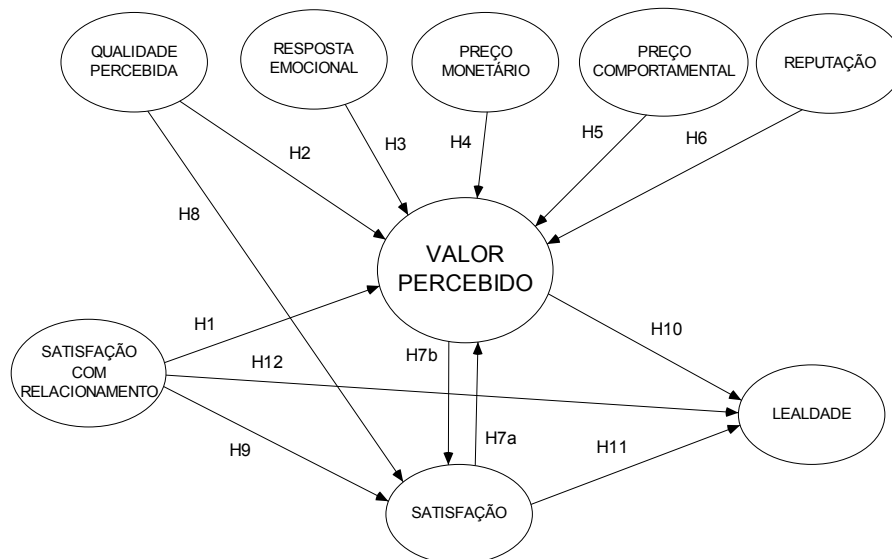 QUALIDADE
PERCEBIDA
RESPOSTA
EMOCIONAL
PREÇO
MONETÁRIO
PREÇO
COMPORTAMENTAL
REPUTAÇÃO
H2
H3
H4
H5
H6
H8
VALOR
PERCEBIDO
H1
H7b
H10
SATISFAÇÃO
COM
RELACIONAMENTO
H12
LEALDADE
H9
H7a
H11
SATISFAÇÃO